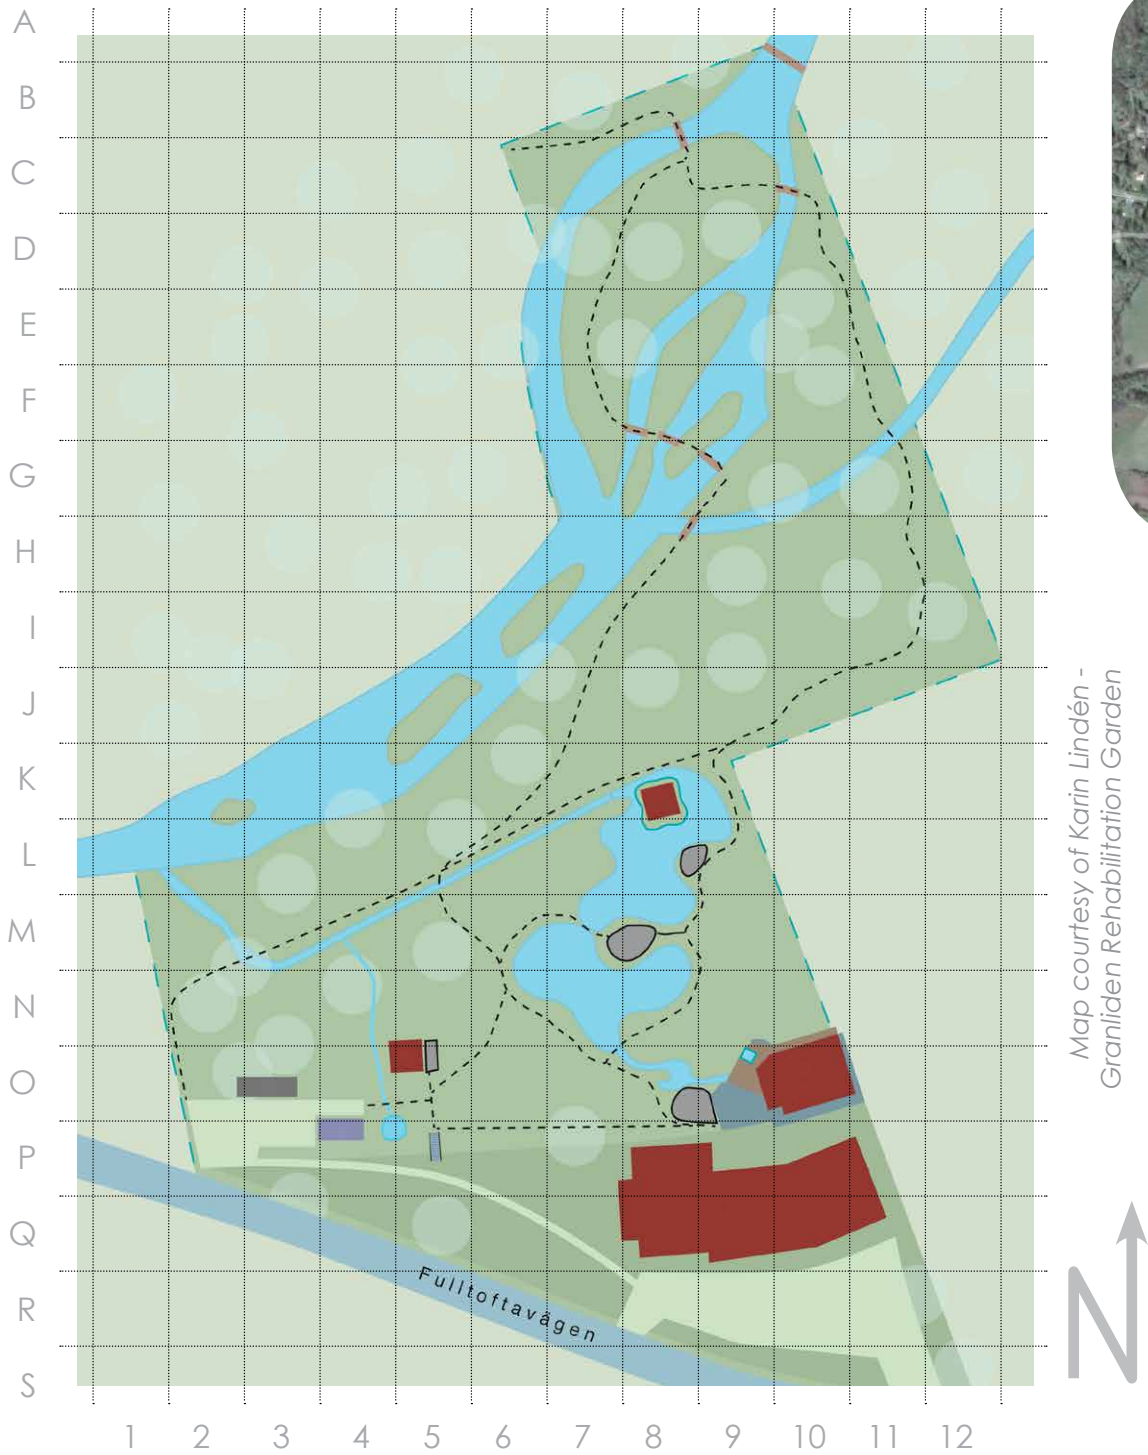 A
B
C
D
E
F
G
H
I
J
K
L
M
N
O
P
Q
R
S
1 2 3 4 5 6 7 8 9 10 11 12
Fulltoftavägen
Map courtesy of Karin Lindén -
Granliden Rehabilitation Garden
N